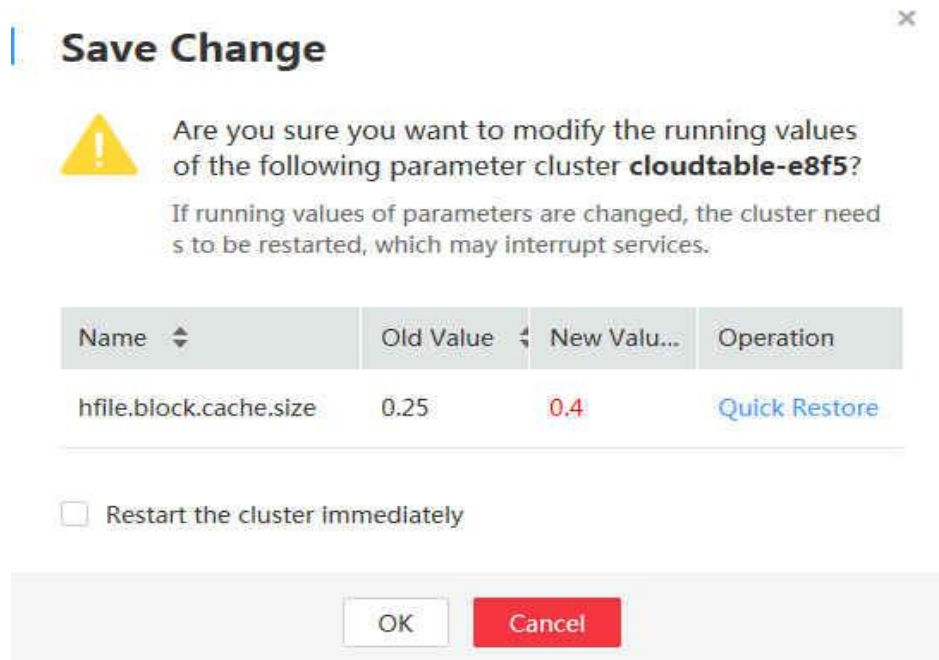 Save Change
Are you sure you want to modify the running values
of the following parameter cluster cloudtable-e8f5?
If running values of parameters are changed, the cluster need
s to be restarted, which may interrupt services.
Name Old Value New Valu... Operation
hfile.block.cache.size 0.25 0.4 Quick Restore
Restart the cluster immediately
OK Cancel